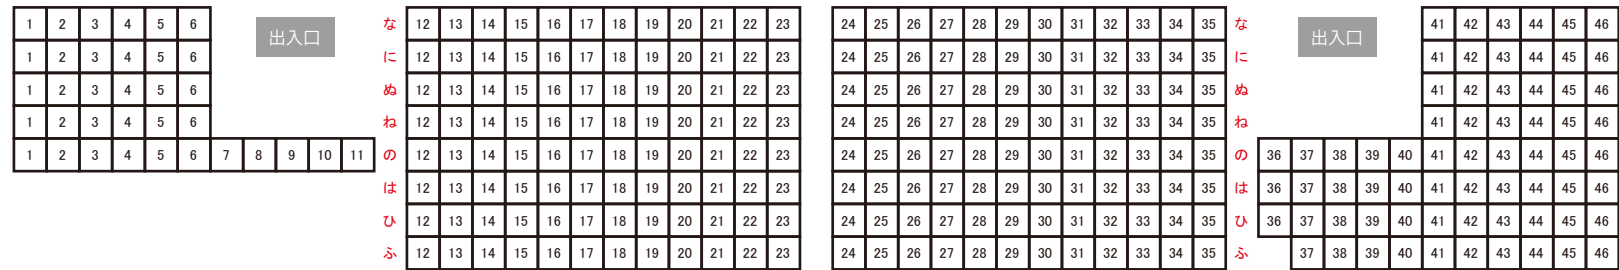 1 2 3 4 5 6 出入口 な 12 13 14 15 16 17 18 19 20 21 22 23 24 25 26 27 28 29 30 31 32 33 34 35 な 出入口 41 42 43 44 45 46
1 2 3 4 5 6 に 12 13 14 15 16 17 18 19 20 21 22 23 24 25 26 27 28 29 30 31 32 33 34 35 に 41 42 43 44 45 46
1 2 3 4 5 6 ぬ 12 13 14 15 16 17 18 19 20 21 22 23 24 25 26 27 28 29 30 31 32 33 34 35 ぬ 41 42 43 44 45 46
1 2 3 4 5 6 ね 12 13 14 15 16 17 18 19 20 21 22 23 24 25 26 27 28 29 30 31 32 33 34 35 ね 41 42 43 44 45 46
1 2 3 4 5 6 7 8 9 10 11 の 12 13 14 15 16 17 18 19 20 21 22 23 24 25 26 27 28 29 30 31 32 33 34 35 の 36 37 38 39 40 41 42 43 44 45 46
は 12 13 14 15 16 17 18 19 20 21 22 23 24 25 26 27 28 29 30 31 32 33 34 35 は 36 37 38 39 40 41 42 43 44 45 46
ひ 12 13 14 15 16 17 18 19 20 21 22 23 24 25 26 27 28 29 30 31 32 33 34 35 ひ 36 37 38 39 40 41 42 43 44 45 46
ふ 12 13 14 15 16 17 18 19 20 21 22 23 24 25 26 27 28 29 30 31 32 33 34 35 ふ 37 38 39 40 41 42 43 44 45 46